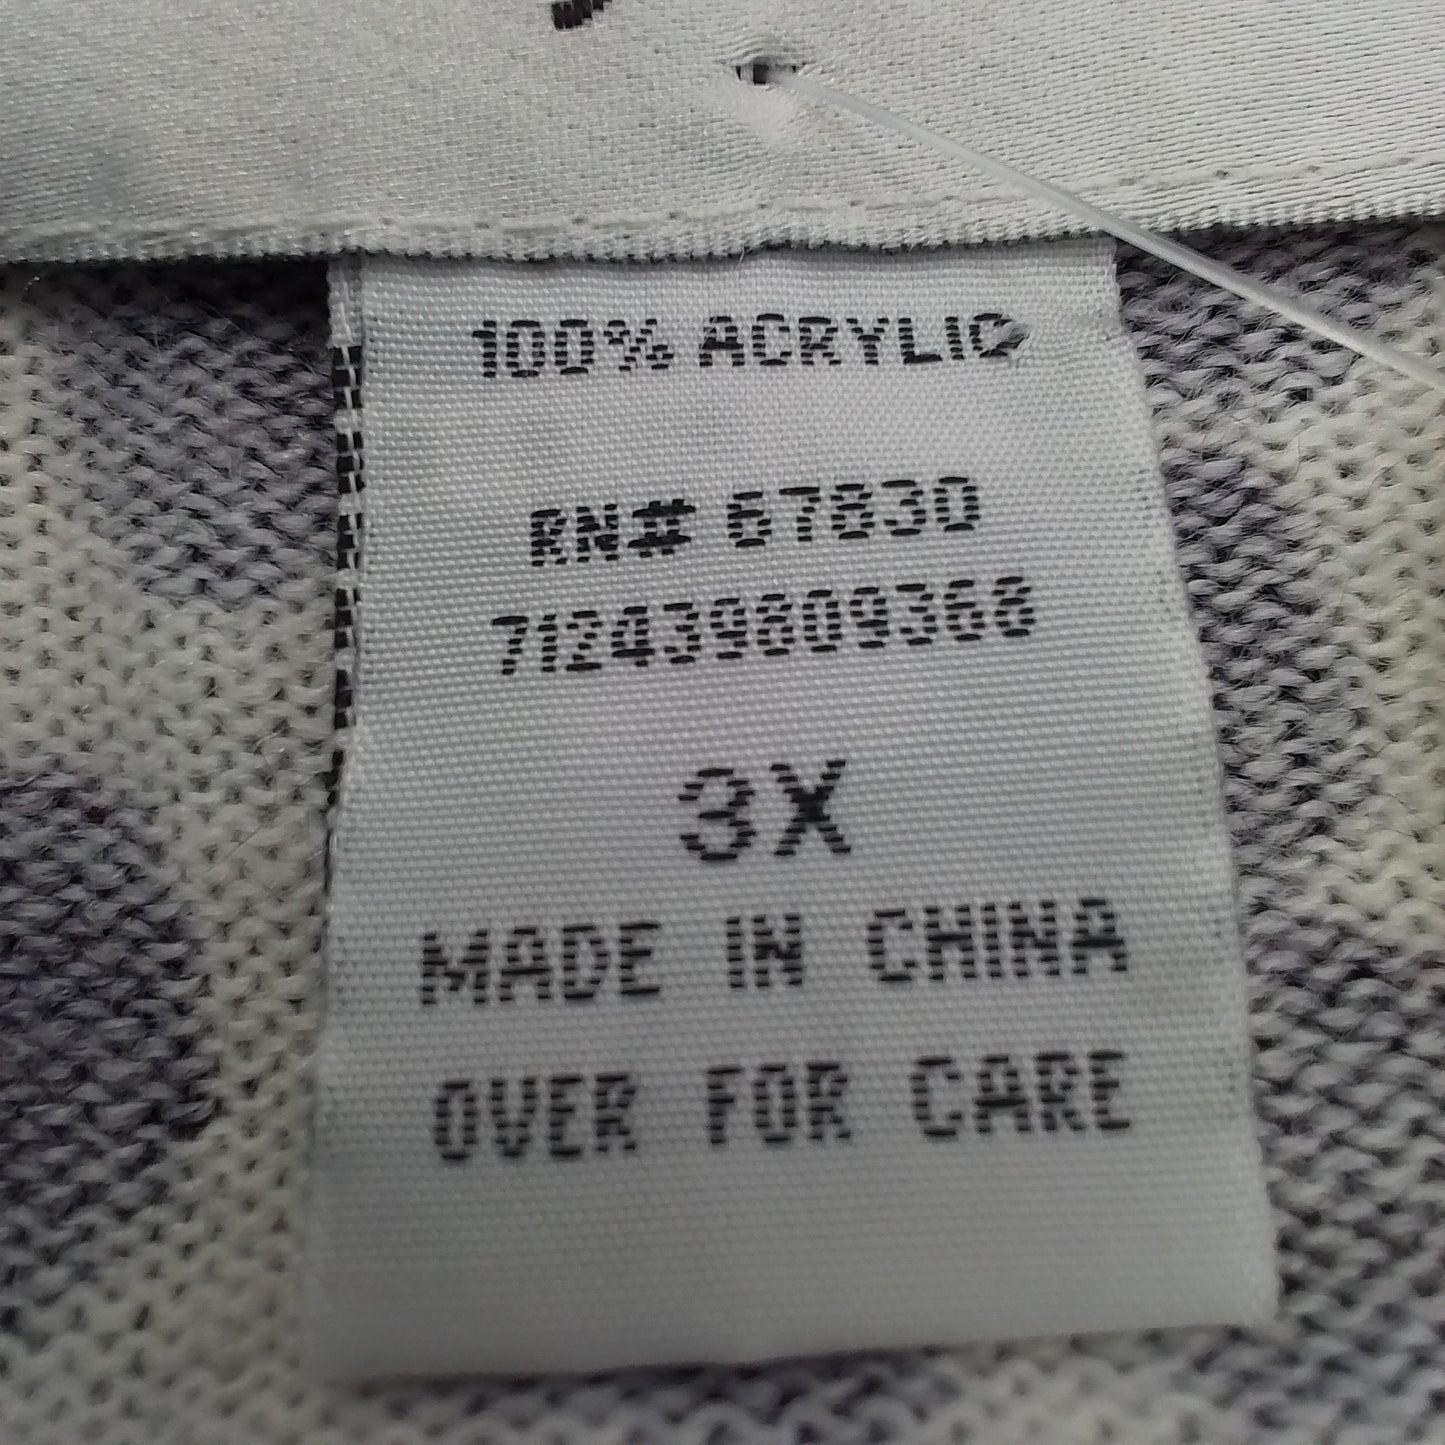 100% ACRYLIC
RN# 67830
712439809368
3X
MADE IN CHINA
OVER FOR CARE